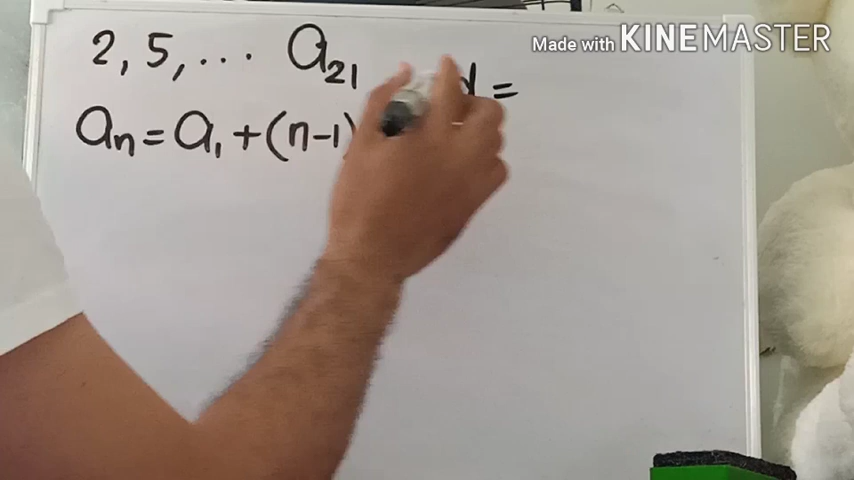 Made with KINEMASTER
2, 5, ... a₂₁ d =
aₙ = a₁ + (n-1)